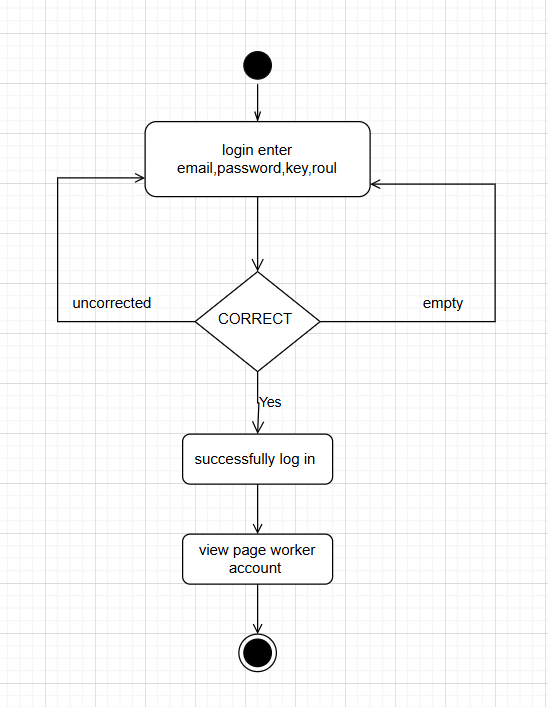 login enter
email,password,key,roul
uncorrected
CORRECT
empty
Yes
successfully log in
view page worker
account